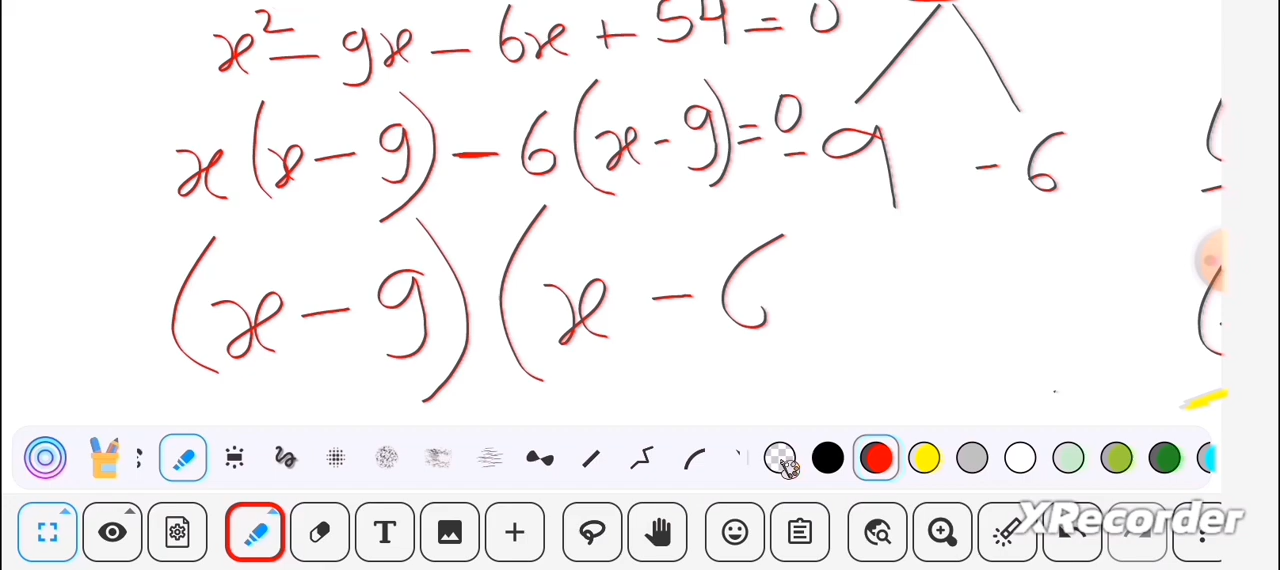 x² - 9x - 6x + 54 = 0
x(x - 9) - 6(x - 9) = 0
- 9 - 6
(x - 9)(x - 6
T
XRecorder